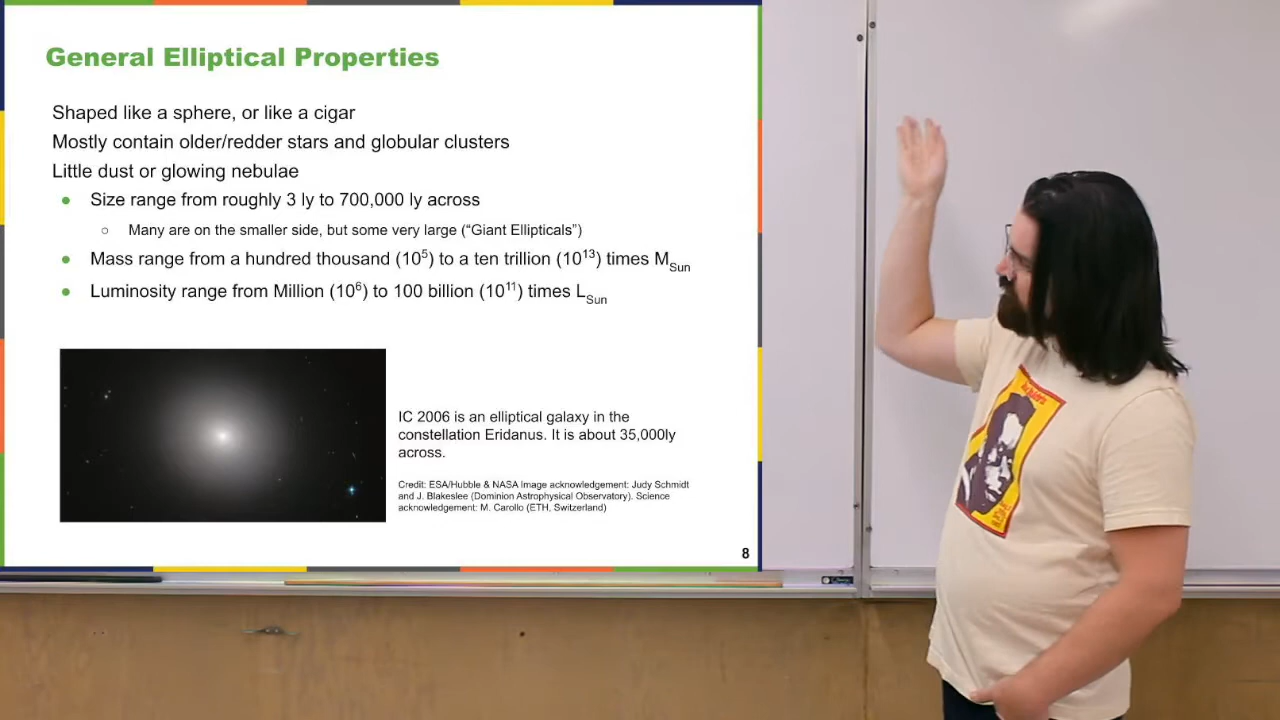 General Elliptical Properties
Shaped like a sphere, or like a cigar
Mostly contain older/redder stars and globular clusters
Little dust or glowing nebulae
● Size range from roughly 3 ly to 700,000 ly across
○ Many are on the smaller side, but some very large (“Giant Ellipticals”)
● Mass range from a hundred thousand (10⁵) to a ten trillion (10¹³) times M_Sun
● Luminosity range from Million (10⁶) to 100 billion (10¹¹) times L_Sun
IC 2006 is an elliptical galaxy in the
constellation Eridanus. It is about 35,000ly
across.
Credit: ESA/Hubble & NASA Image acknowledgement: Judy Schmidt
and J. Blakeslee (Dominion Astrophysical Observatory). Science
acknowledgement: M. Carollo (ETH, Switzerland)
8